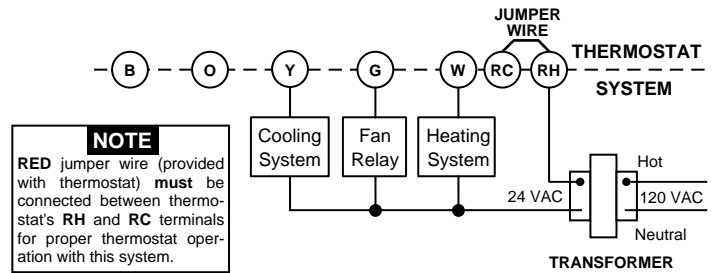 JUMPER
WIRE
B O Y G W RC RH
THERMOSTAT
SYSTEM
Cooling
System
Fan
Relay
Heating
System
NOTE
RED jumper wire (provided
with thermostat) must be
connected between thermo-
stat's RH and RC terminals
for proper thermostat oper-
ation with this system.
Hot
24 VAC
120 VAC
Neutral
TRANSFORMER